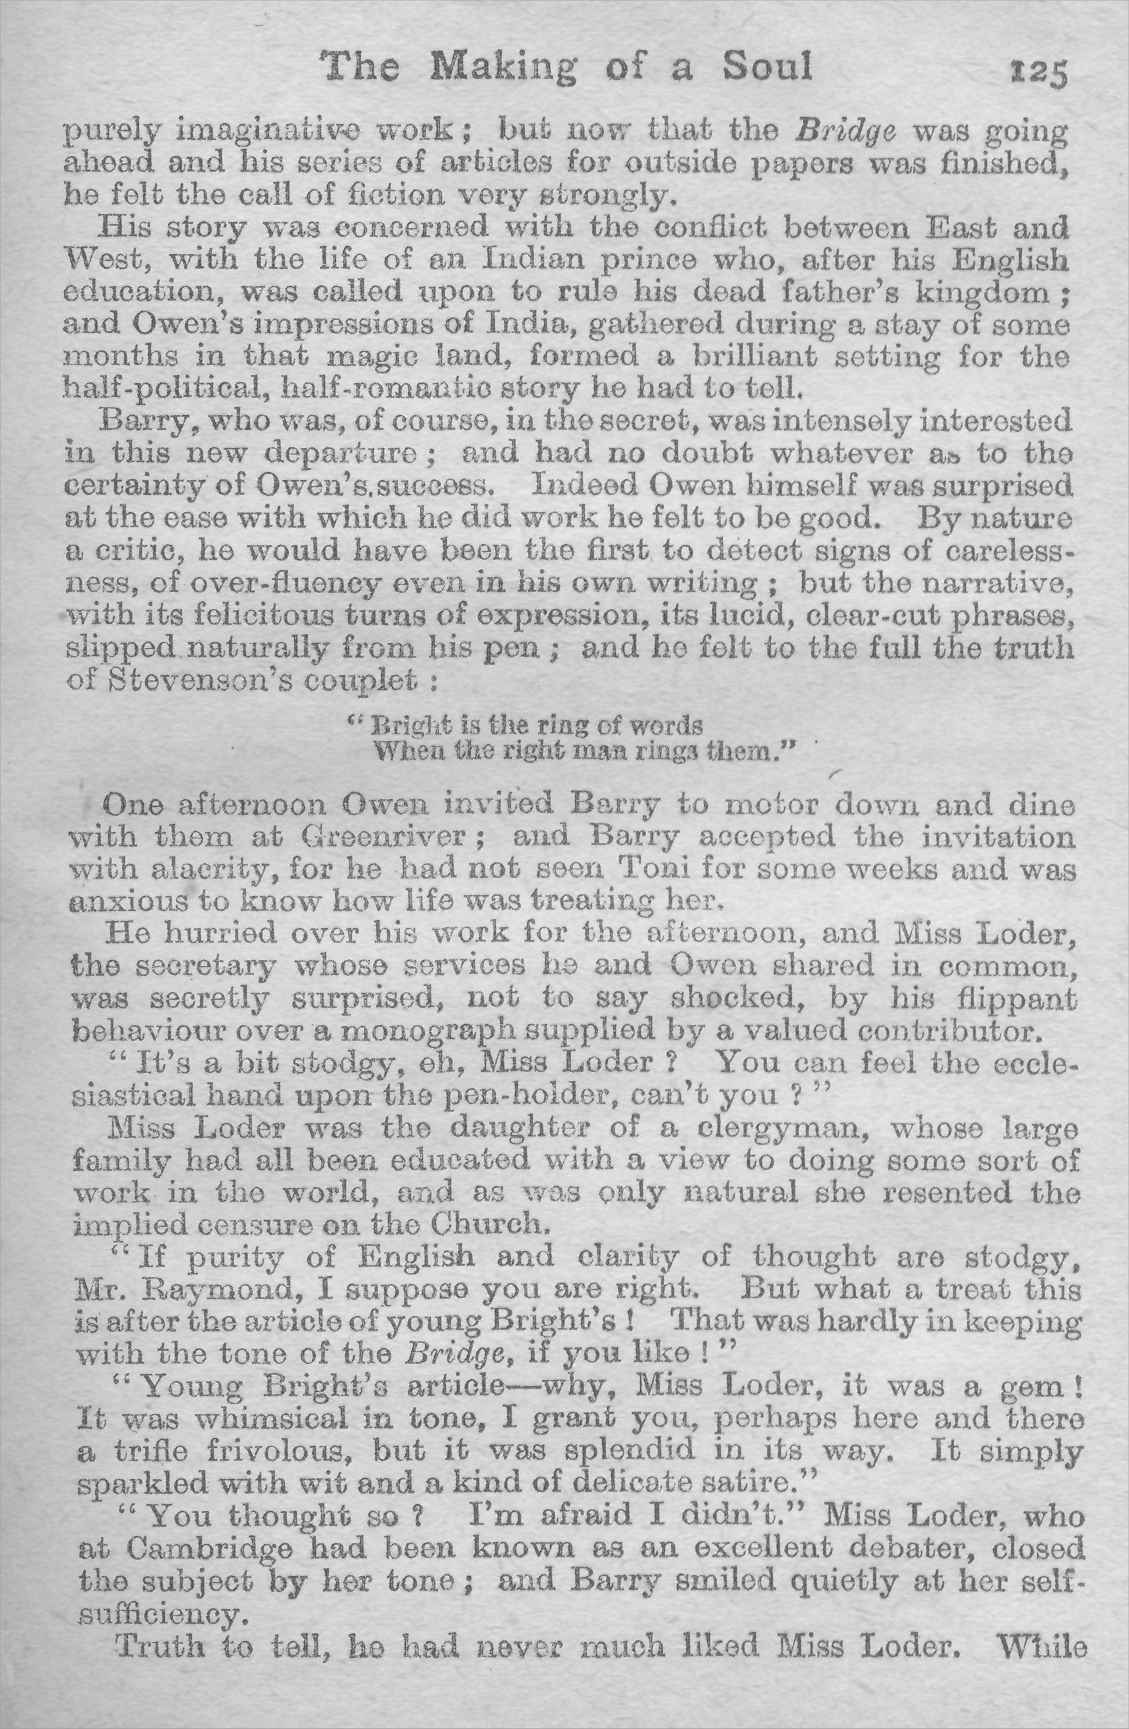 The Making of a Soul 125
purely imaginative work ; but now that the Bridge was going
ahead and his series of articles for outside papers was finished,
he felt the call of fiction very strongly.
His story was concerned with the conflict between East and
West, with the life of an Indian prince who, after his English
education, was called upon to rule his dead father's kingdom ;
and Owen's impressions of India, gathered during a stay of some
months in that magic land, formed a brilliant setting for the
half-political, half-romantic story he had to tell.
Barry, who was, of course, in the secret, was intensely interested
in this new departure ; and had no doubt whatever as to the
certainty of Owen's success. Indeed Owen himself was surprised
at the ease with which he did work he felt to be good. By nature
a critic, he would have been the first to detect signs of careless-
ness, of over-fluency even in his own writing ; but the narrative,
with its felicitous turns of expression, its lucid, clear-cut phrases,
slipped naturally from his pen ; and he felt to the full the truth
of Stevenson's couplet :
" Bright is the ring of words
When the right man rings them."
One afternoon Owen invited Barry to motor down and dine
with them at Greenriver ; and Barry accepted the invitation
with alacrity, for he had not seen Toni for some weeks and was
anxious to know how life was treating her.
He hurried over his work for the afternoon, and Miss Loder,
the secretary whose services he and Owen shared in common,
was secretly surprised, not to say shocked, by his flippant
behaviour over a monograph supplied by a valued contributor.
" It's a bit stodgy, eh, Miss Loder ? You can feel the eccle-
siastical hand upon the pen-holder, can't you ? "
Miss Loder was the daughter of a clergyman, whose large
family had all been educated with a view to doing some sort of
work in the world, and as was only natural she resented the
implied censure on the Church.
" If purity of English and clarity of thought are stodgy,
Mr. Raymond, I suppose you are right. But what a treat this
is after the article of young Bright's ! That was hardly in keeping
with the tone of the Bridge, if you like ! "
" Young Bright's article—why, Miss Loder, it was a gem !
It was whimsical in tone, I grant you, perhaps here and there
a trifle frivolous, but it was splendid in its way. It simply
sparkled with wit and a kind of delicate satire."
" You thought so ? I'm afraid I didn't." Miss Loder, who
at Cambridge had been known as an excellent debater, closed
the subject by her tone ; and Barry smiled quietly at her self-
sufficiency.
Truth to tell, he had never much liked Miss Loder. While